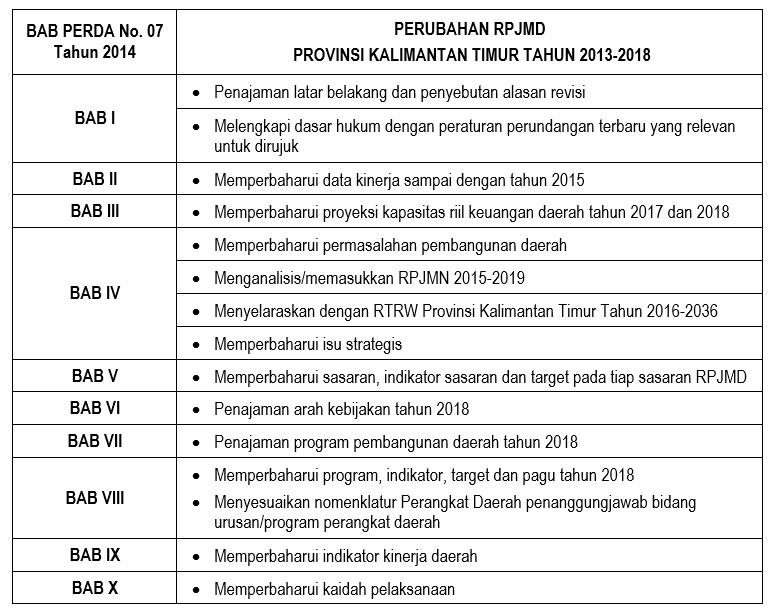 BAB PERDA No. 07
Tahun 2014
PERUBAHAN RPJMD
PROVINSI KALIMANTAN TIMUR TAHUN 2013-2018
BAB I
• Penajaman latar belakang dan penyebutan alasan revisi
• Melengkapi dasar hukum dengan peraturan perundangan terbaru yang relevan
untuk dirujuk
BAB II
• Memperbaharui data kinerja sampai dengan tahun 2015
BAB III
• Memperbaharui proyeksi kapasitas riil keuangan daerah tahun 2017 dan 2018
BAB IV
• Memperbaharui permasalahan pembangunan daerah
• Menganalisis/memasukkan RPJMN 2015-2019
• Menyelaraskan dengan RTRW Provinsi Kalimantan Timur Tahun 2016-2036
• Memperbaharui isu strategis
BAB V
• Memperbaharui sasaran, indikator sasaran dan target pada tiap sasaran RPJMD
BAB VI
• Penajaman arah kebijakan tahun 2018
BAB VII
• Penajaman program pembangunan daerah tahun 2018
BAB VIII
• Memperbaharui program, indikator, target dan pagu tahun 2018
• Menyesuaikan nomenklatur Perangkat Daerah penanggungjawab bidang
urusan/program perangkat daerah
BAB IX
• Memperbaharui indikator kinerja daerah
BAB X
• Memperbaharui kaidah pelaksanaan